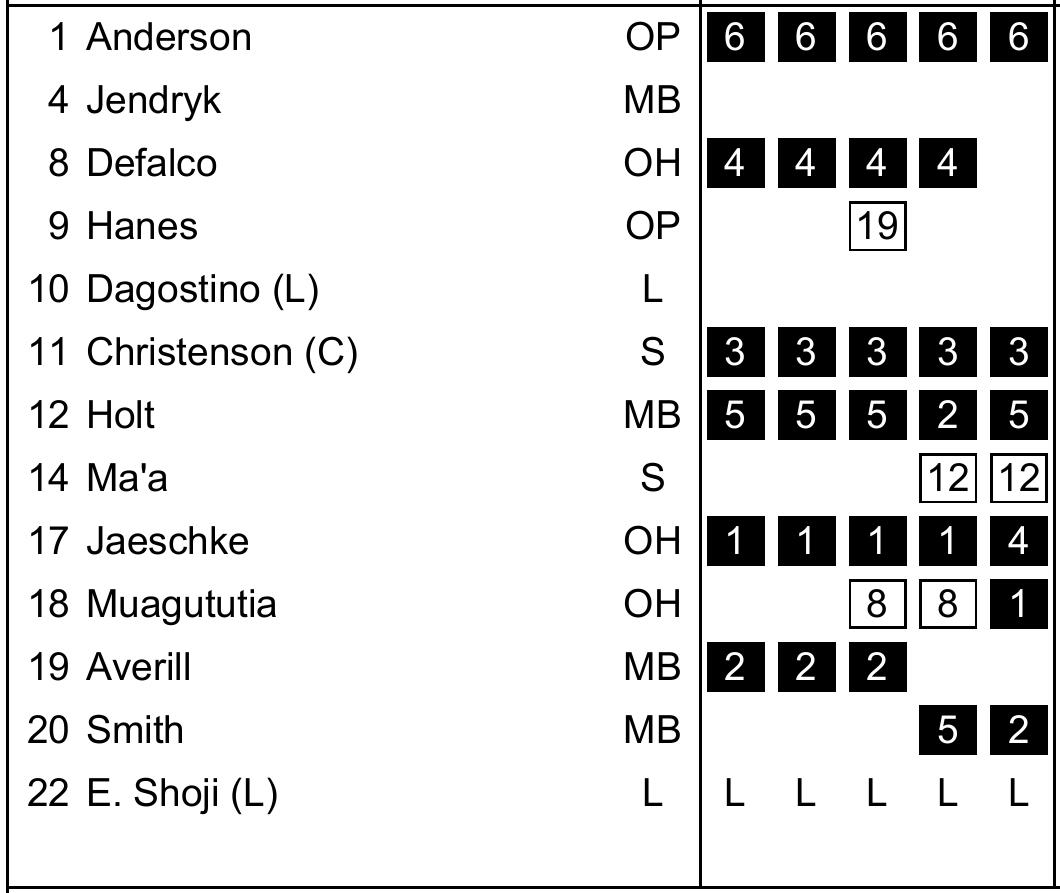 1 Anderson OP 6 6 6 6 6
4 Jendryk MB
8 Defalco OH 4 4 4 4
9 Hanes OP 19
10 Dagostino (L) L
11 Christenson (C) S 3 3 3 3 3
12 Holt MB 5 5 5 2 5
14 Ma'a S 12 12
17 Jaeschke OH 1 1 1 1 4
18 Muagututia OH 8 8 1
19 Averill MB 2 2 2
20 Smith MB 5 2
22 E. Shoji (L) L L L L L L